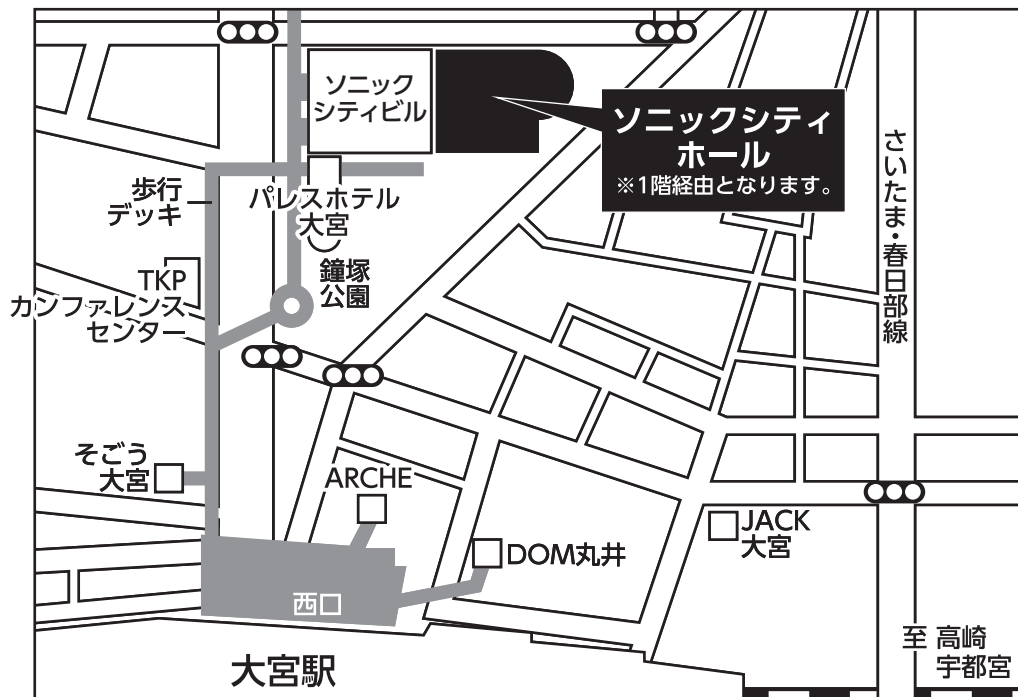 ソニック
シティビル
ソニックシティ
ホール
※1階経由となります。
さいたま・春日部線
歩行
デッキ
パレスホテル
大宮
鐘塚
公園
TKP
カンファレンス
センター
そごう
大宮
ARCHE
JACK
大宮
DOM丸井
西口
大宮駅
至 高崎
宇都宮